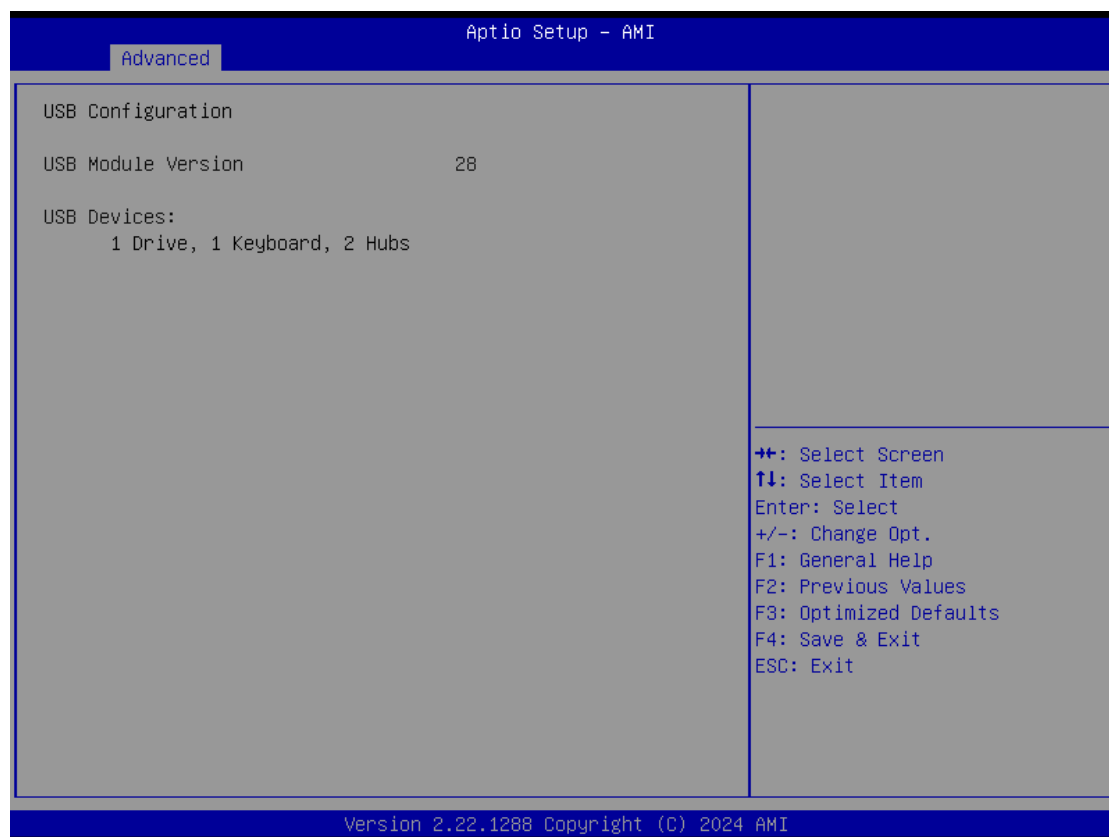 Aptio Setup – AMI
Advanced
USB Configuration
USB Module Version 28
USB Devices:
1 Drive, 1 Keyboard, 2 Hubs
→←: Select Screen
↑↓: Select Item
Enter: Select
+/-: Change Opt.
F1: General Help
F2: Previous Values
F3: Optimized Defaults
F4: Save & Exit
ESC: Exit
Version 2.22.1288 Copyright (C) 2024 AMI